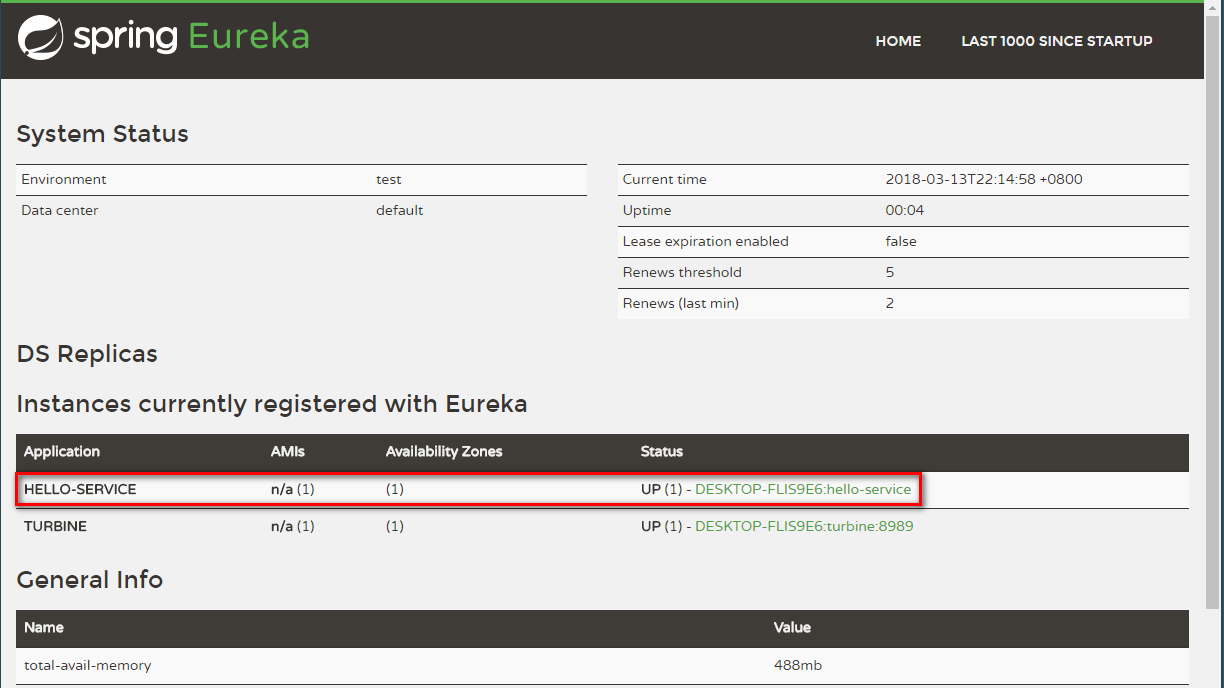 spring Eureka
HOME LAST 1000 SINCE STARTUP
System Status
Environment test
Data center default
Current time 2018-03-13T22:14:58 +0800
Uptime 00:04
Lease expiration enabled false
Renews threshold 5
Renews (last min) 2
DS Replicas
Instances currently registered with Eureka
Application AMIs Availability Zones Status
HELLO-SERVICE n/a (1) (1) UP (1) - DESKTOP-FLIS9E6:hello-service
TURBINE n/a (1) (1) UP (1) - DESKTOP-FLIS9E6:turbine:8989
General Info
Name Value
total-avail-memory 488mb